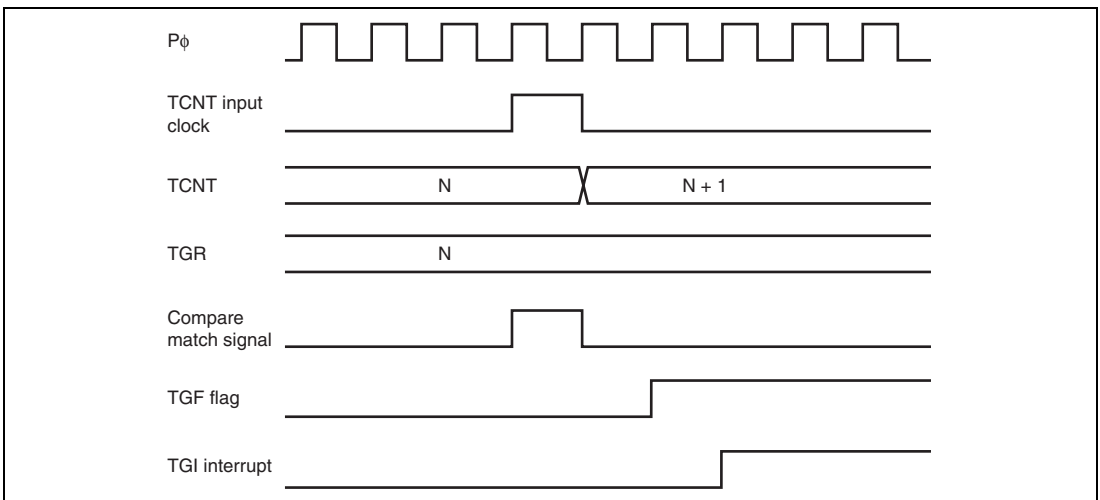 Pφ
TCNT input
clock
TCNT
N
N + 1
TGR
N
Compare
match signal
TGF flag
TGI interrupt